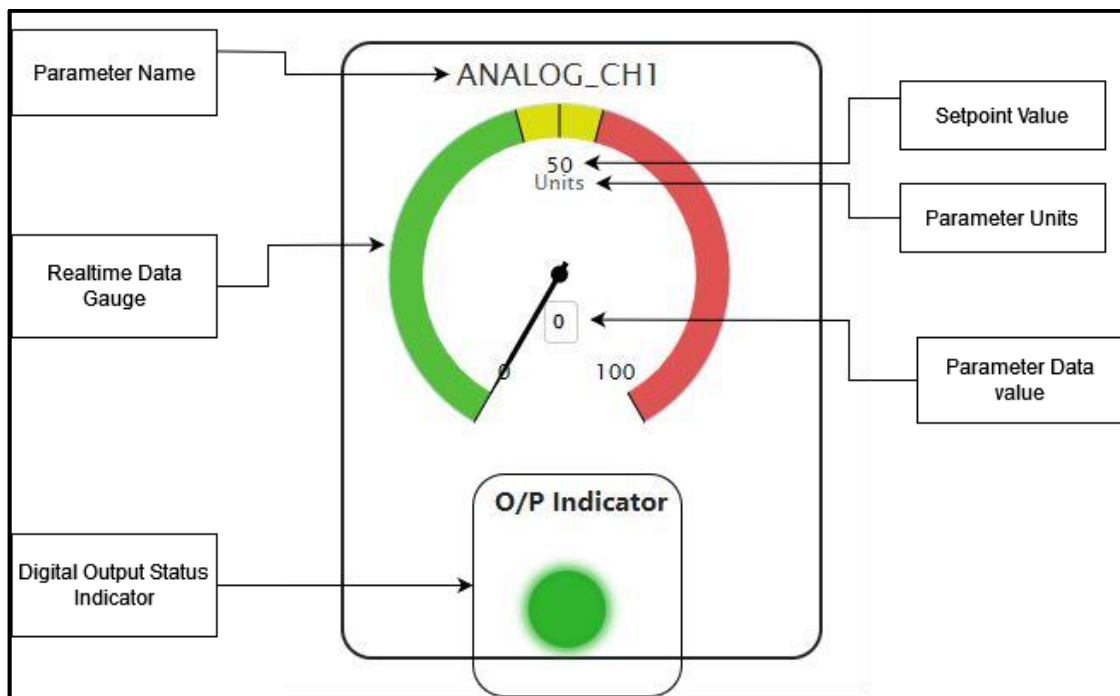 Parameter Name
ANALOG_CH1
Setpoint Value
50
Units
Parameter Units
Realtime Data
Gauge
0
0
100
Parameter Data
value
O/P Indicator
Digital Output Status
Indicator